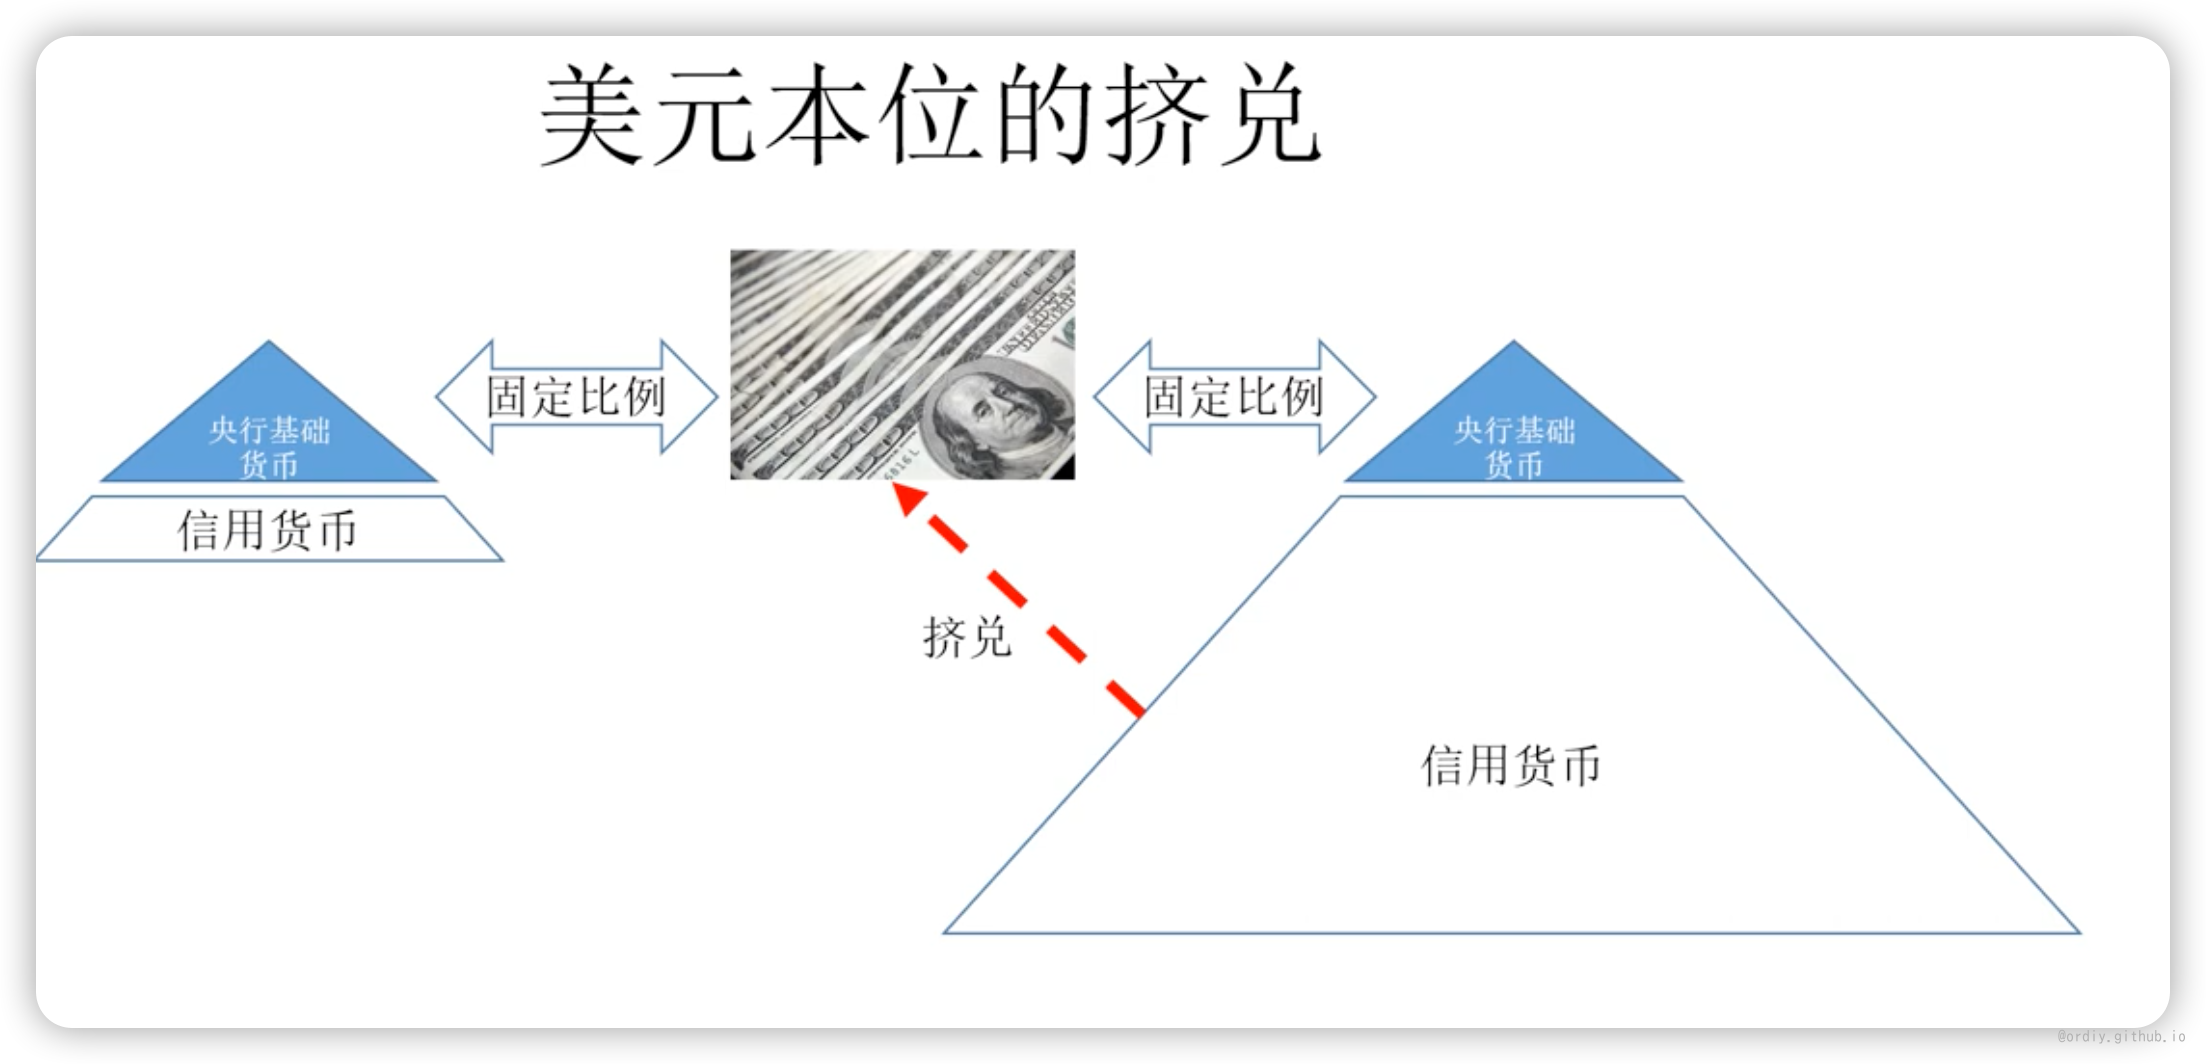 美元本位的挤兑
固定比例
固定比例
央行基础
货币
央行基础
货币
信用货币
挤兑
信用货币
@ordiy.github.io